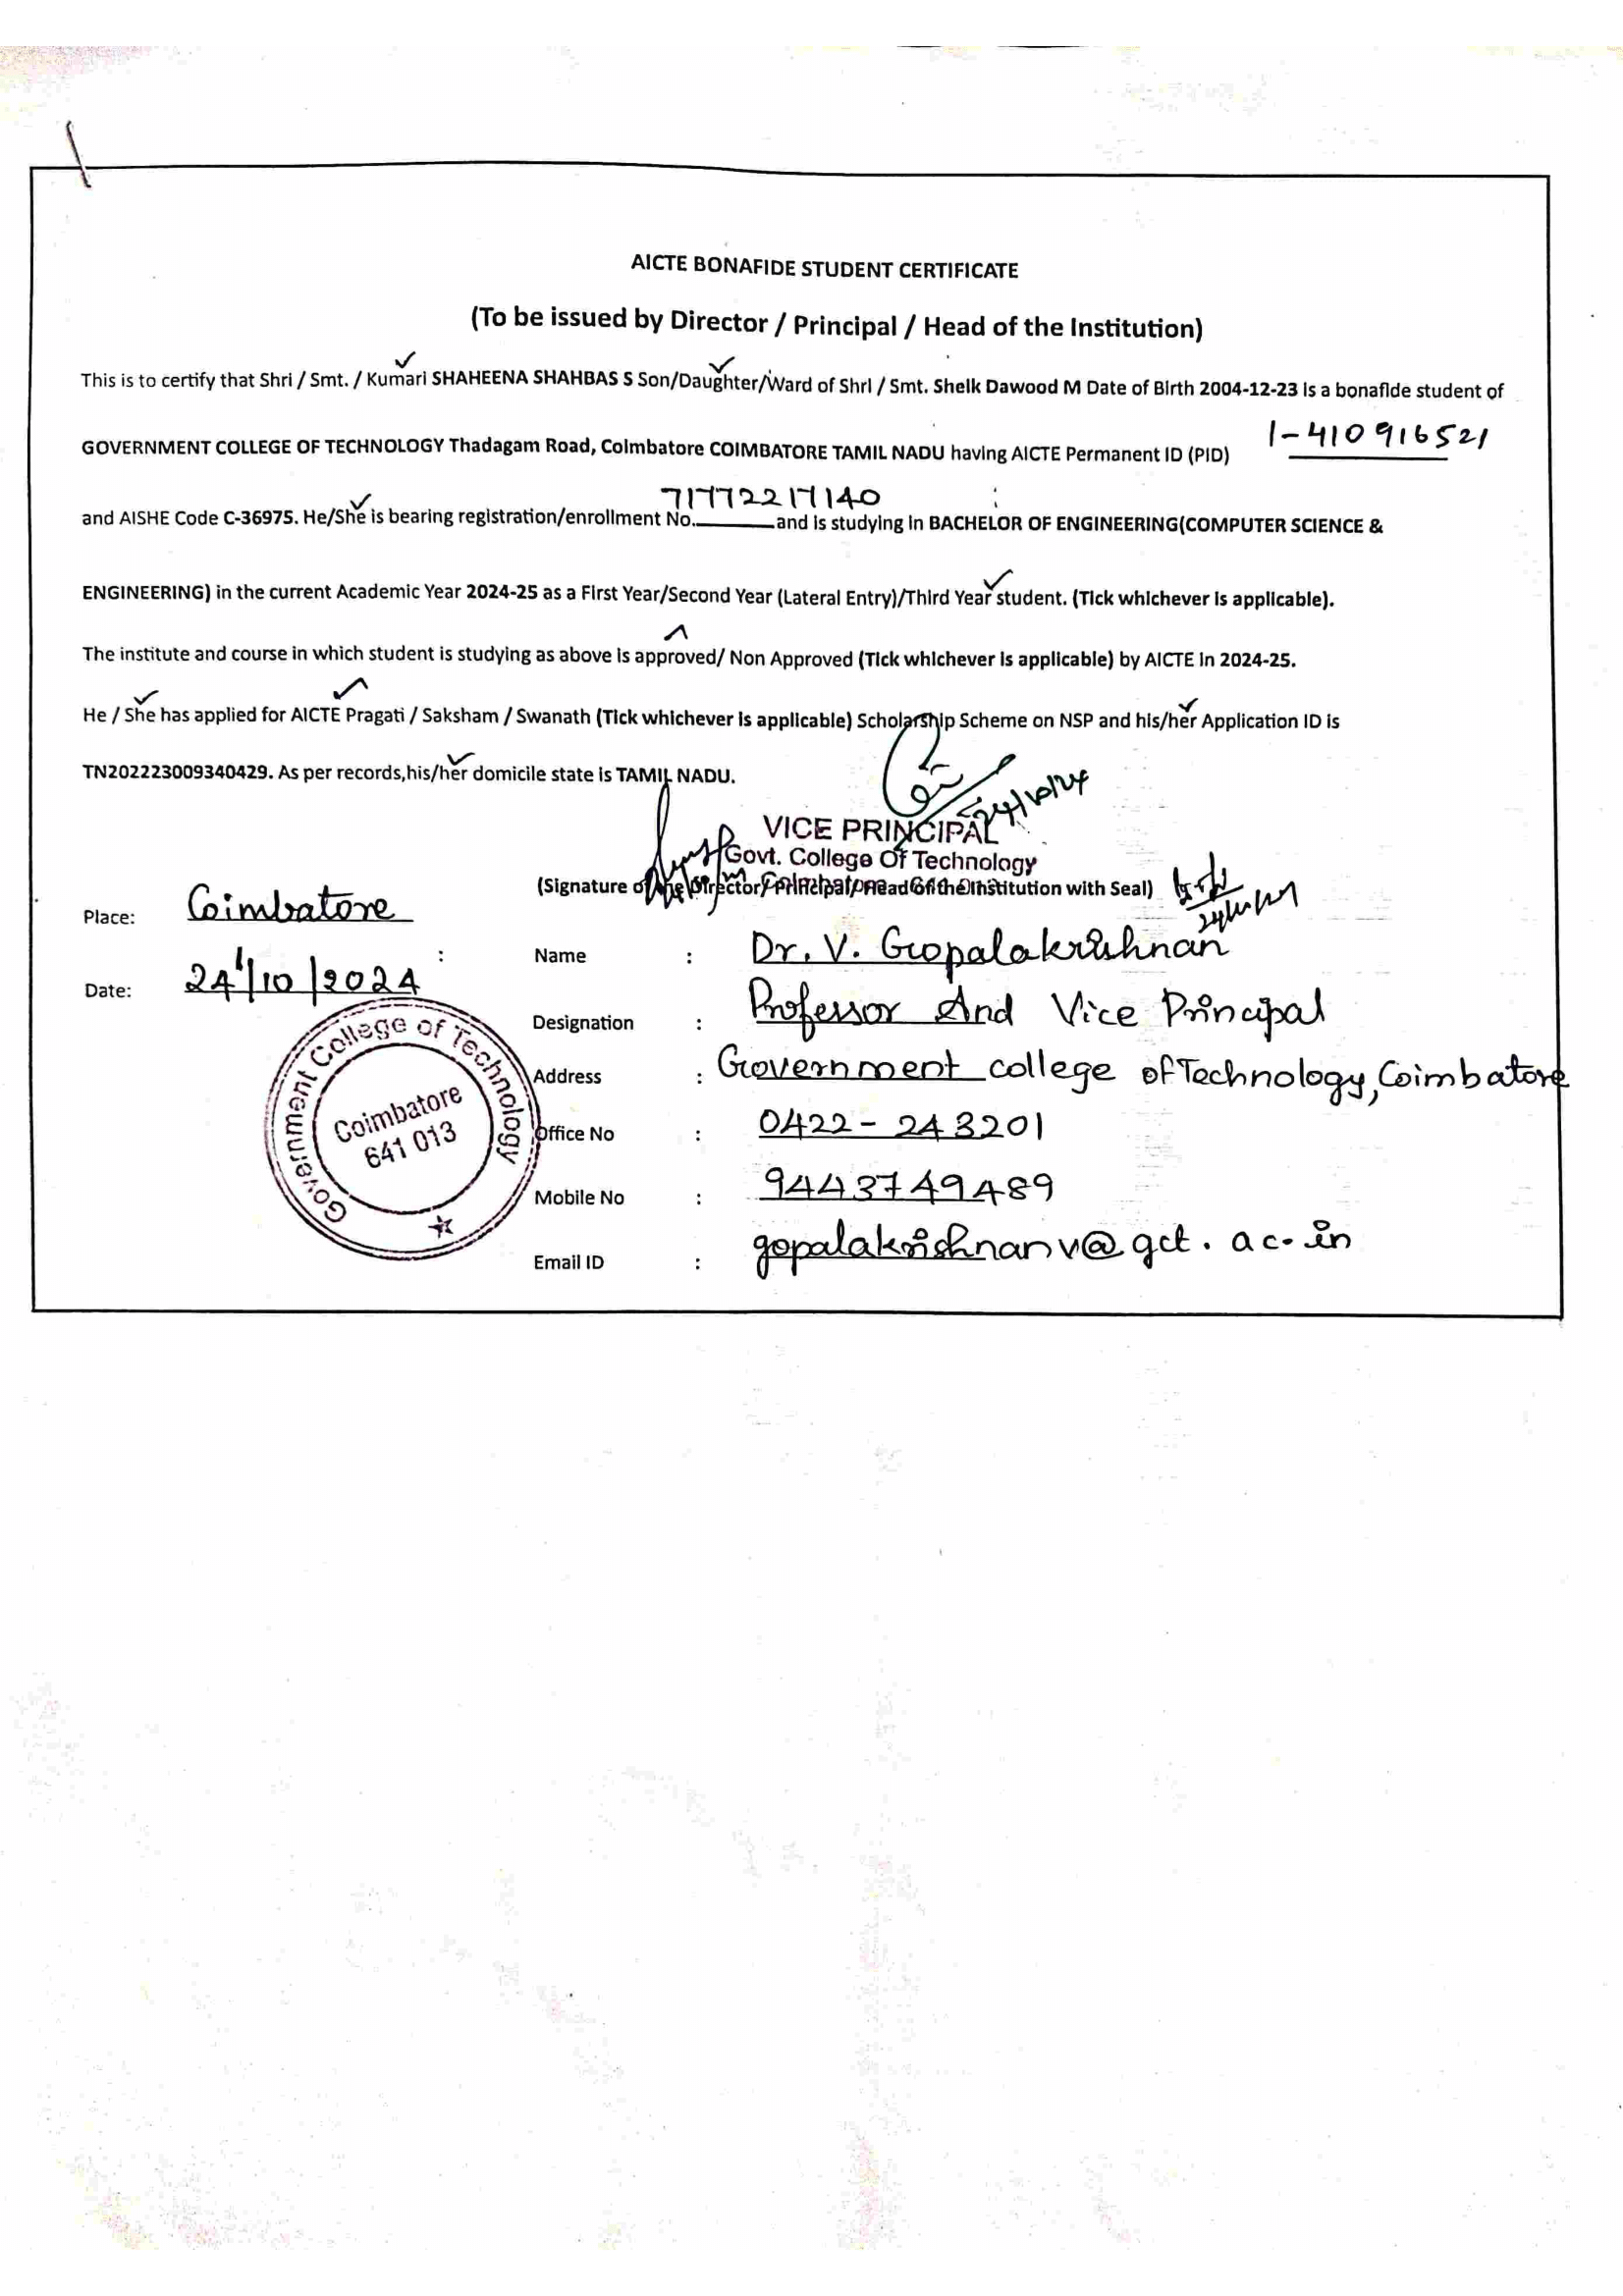 AICTE BONAFIDE STUDENT CERTIFICATE
(To be issued by Director / Principal / Head of the Institution)
This is to certify that Shri / Smt. / Kumari SHAHEENA SHAHBAS S Son/Daughter/Ward of Shri / Smt. Sheik Dawood M Date of Birth 2004-12-23 is a bonafide student of
GOVERNMENT COLLEGE OF TECHNOLOGY Thadagam Road, Coimbatore COIMBATORE TAMIL NADU having AICTE Permanent ID (PID) 1-410916521
and AISHE Code C-36975. He/She is bearing registration/enrollment No. 71772217140 and is studying in BACHELOR OF ENGINEERING(COMPUTER SCIENCE &
ENGINEERING) in the current Academic Year 2024-25 as a First Year/Second Year (Lateral Entry)/Third Year student. (Tick whichever is applicable).
The institute and course in which student is studying as above is approved/ Non Approved (Tick whichever is applicable) by AICTE in 2024-25.
He / She has applied for AICTE Pragati / Saksham / Swanath (Tick whichever is applicable) Scholarship Scheme on NSP and his/her Application ID is
TN202223009340429. As per records,his/her domicile state is TAMIL NADU.
24/10/24
VICE PRINCIPAL
Govt. College Of Technology
(Signature of the Director/Principal/Head of the Institution with Seal)
Place: Coimbatore
Name : Dr. V. Gopalakrishnan
Date: 24/10/2024
Designation : Professor And Vice Principal
Address : Government college of Technology, Coimbatore
Office No : 0422-243201
Mobile No : 9443749489
Email ID : gopalakrishnanv@gct.ac.in
Government College of Technology
Coimbatore
641 013